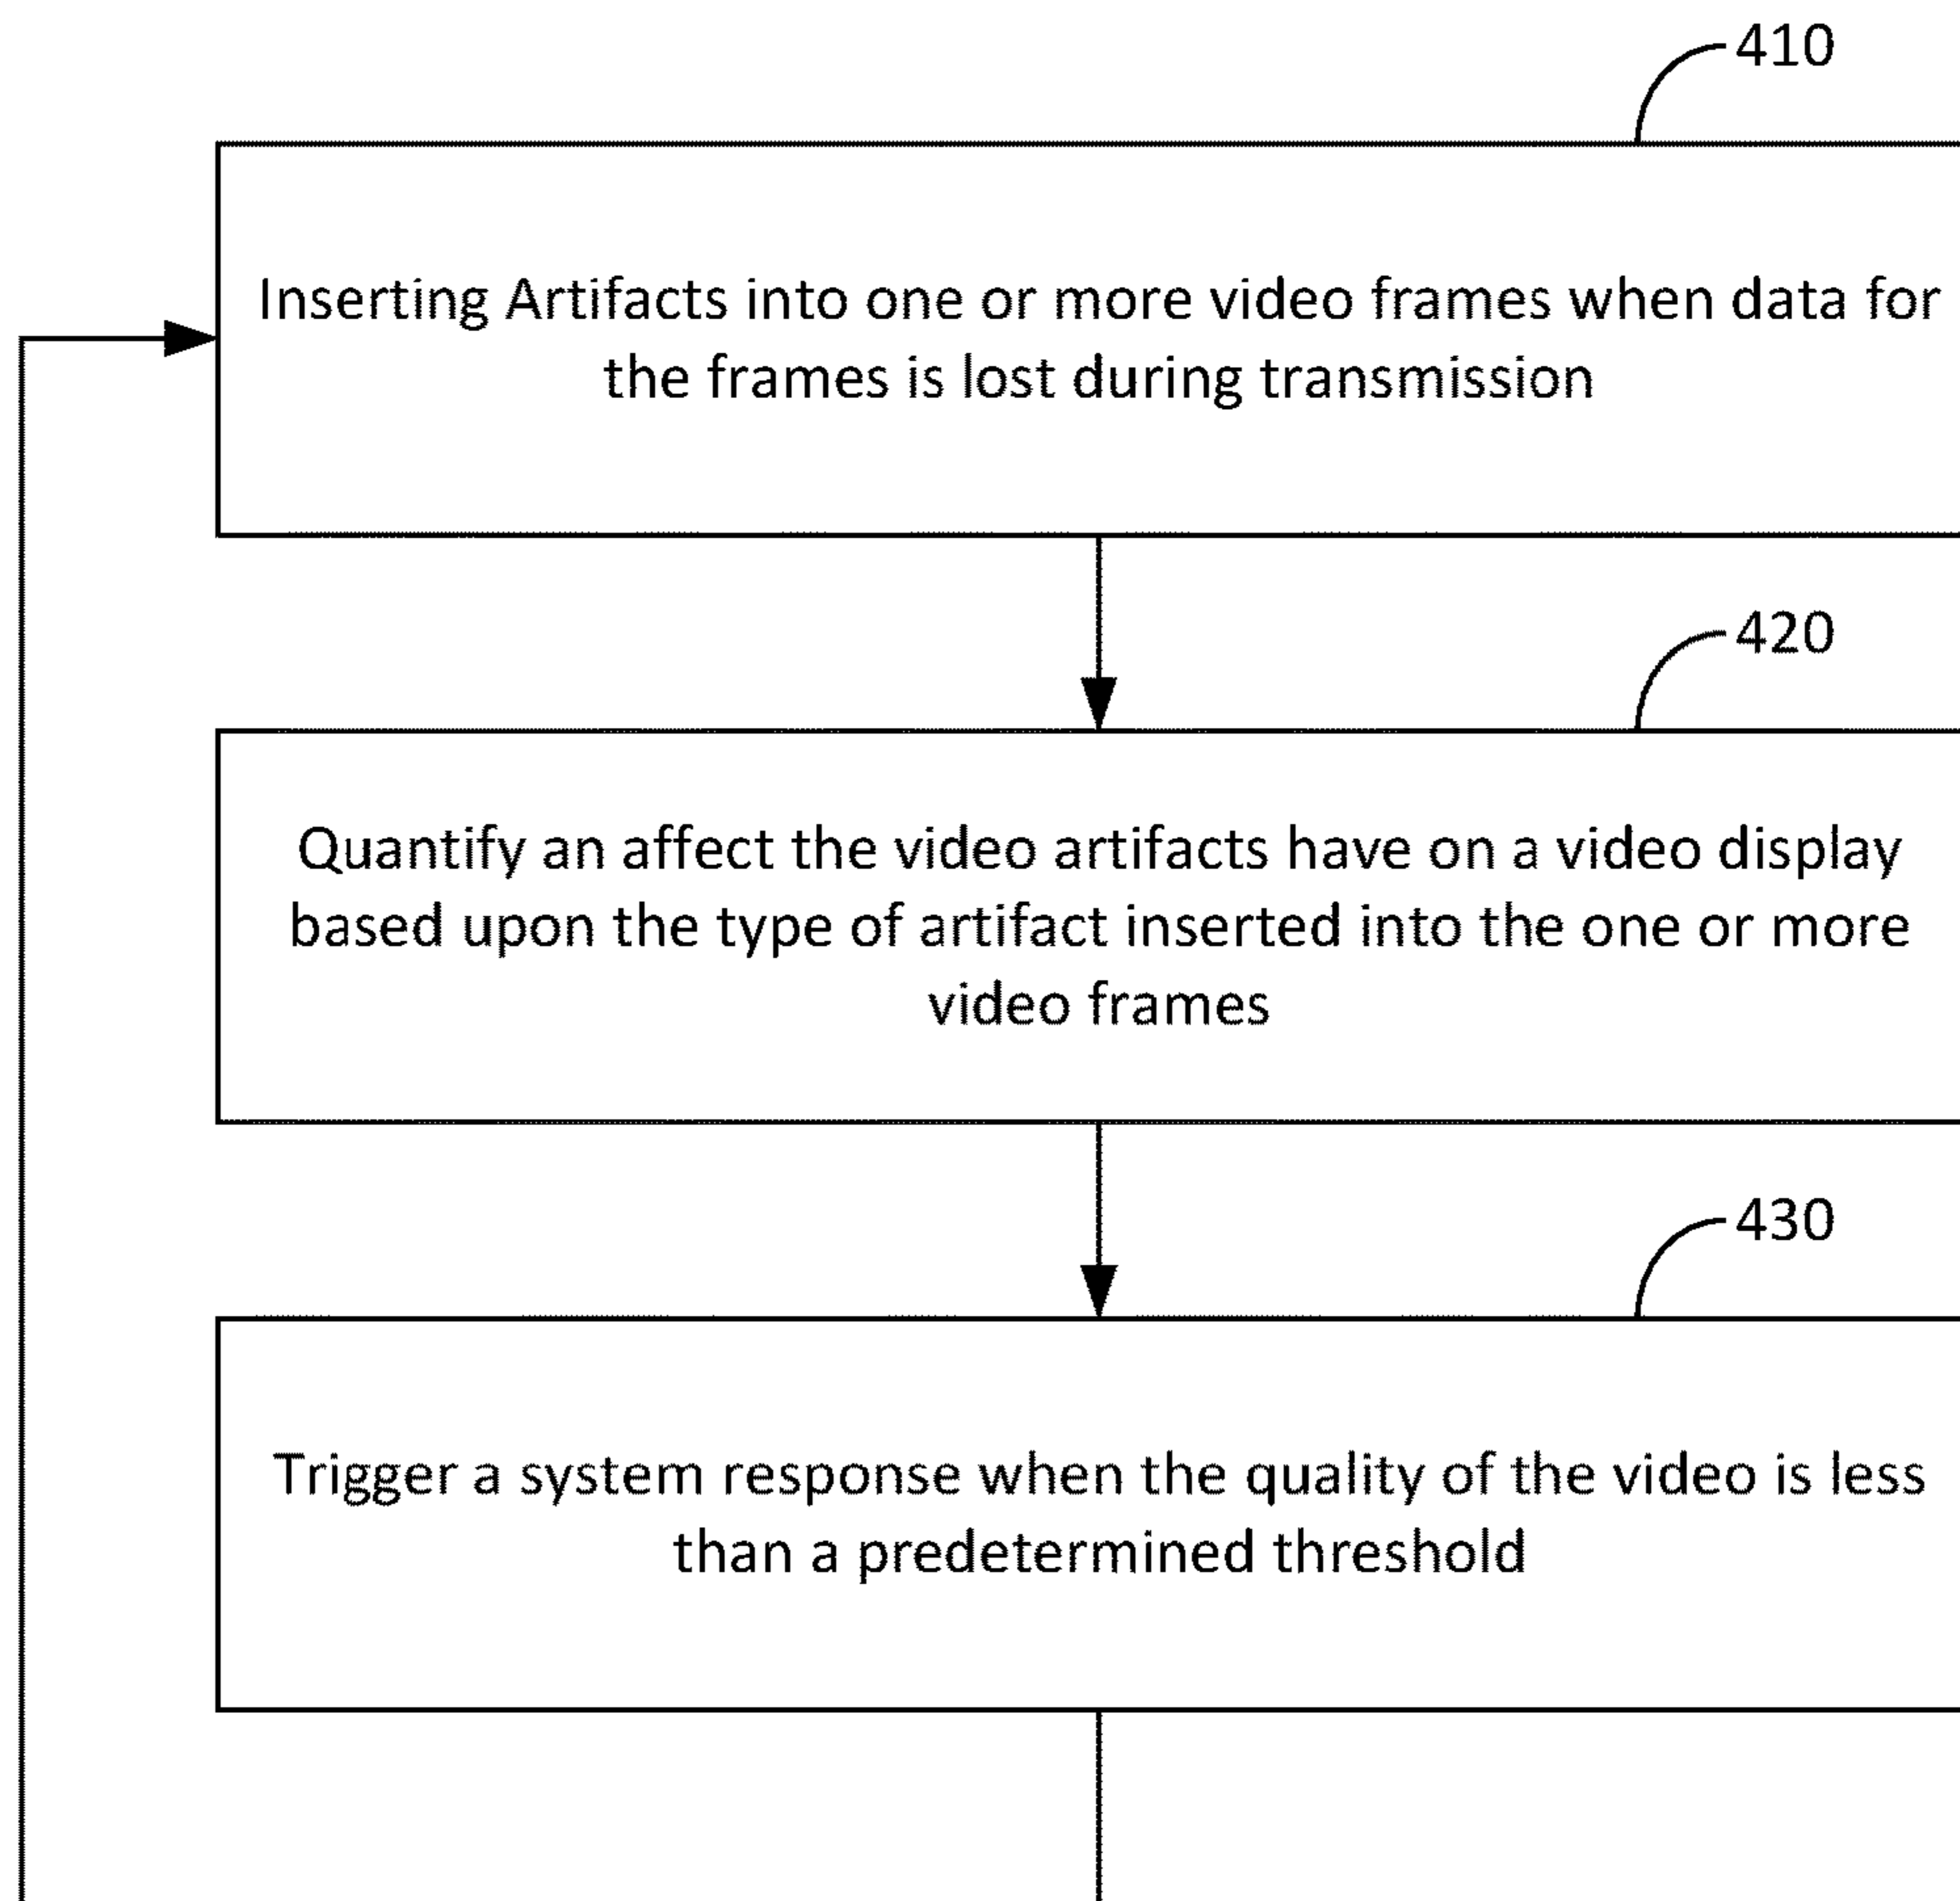 410
Inserting Artifacts into one or more video frames when data for
the frames is lost during transmission
420
Quantify an affect the video artifacts have on a video display
based upon the type of artifact inserted into the one or more
video frames
430
Trigger a system response when the quality of the video is less
than a predetermined threshold